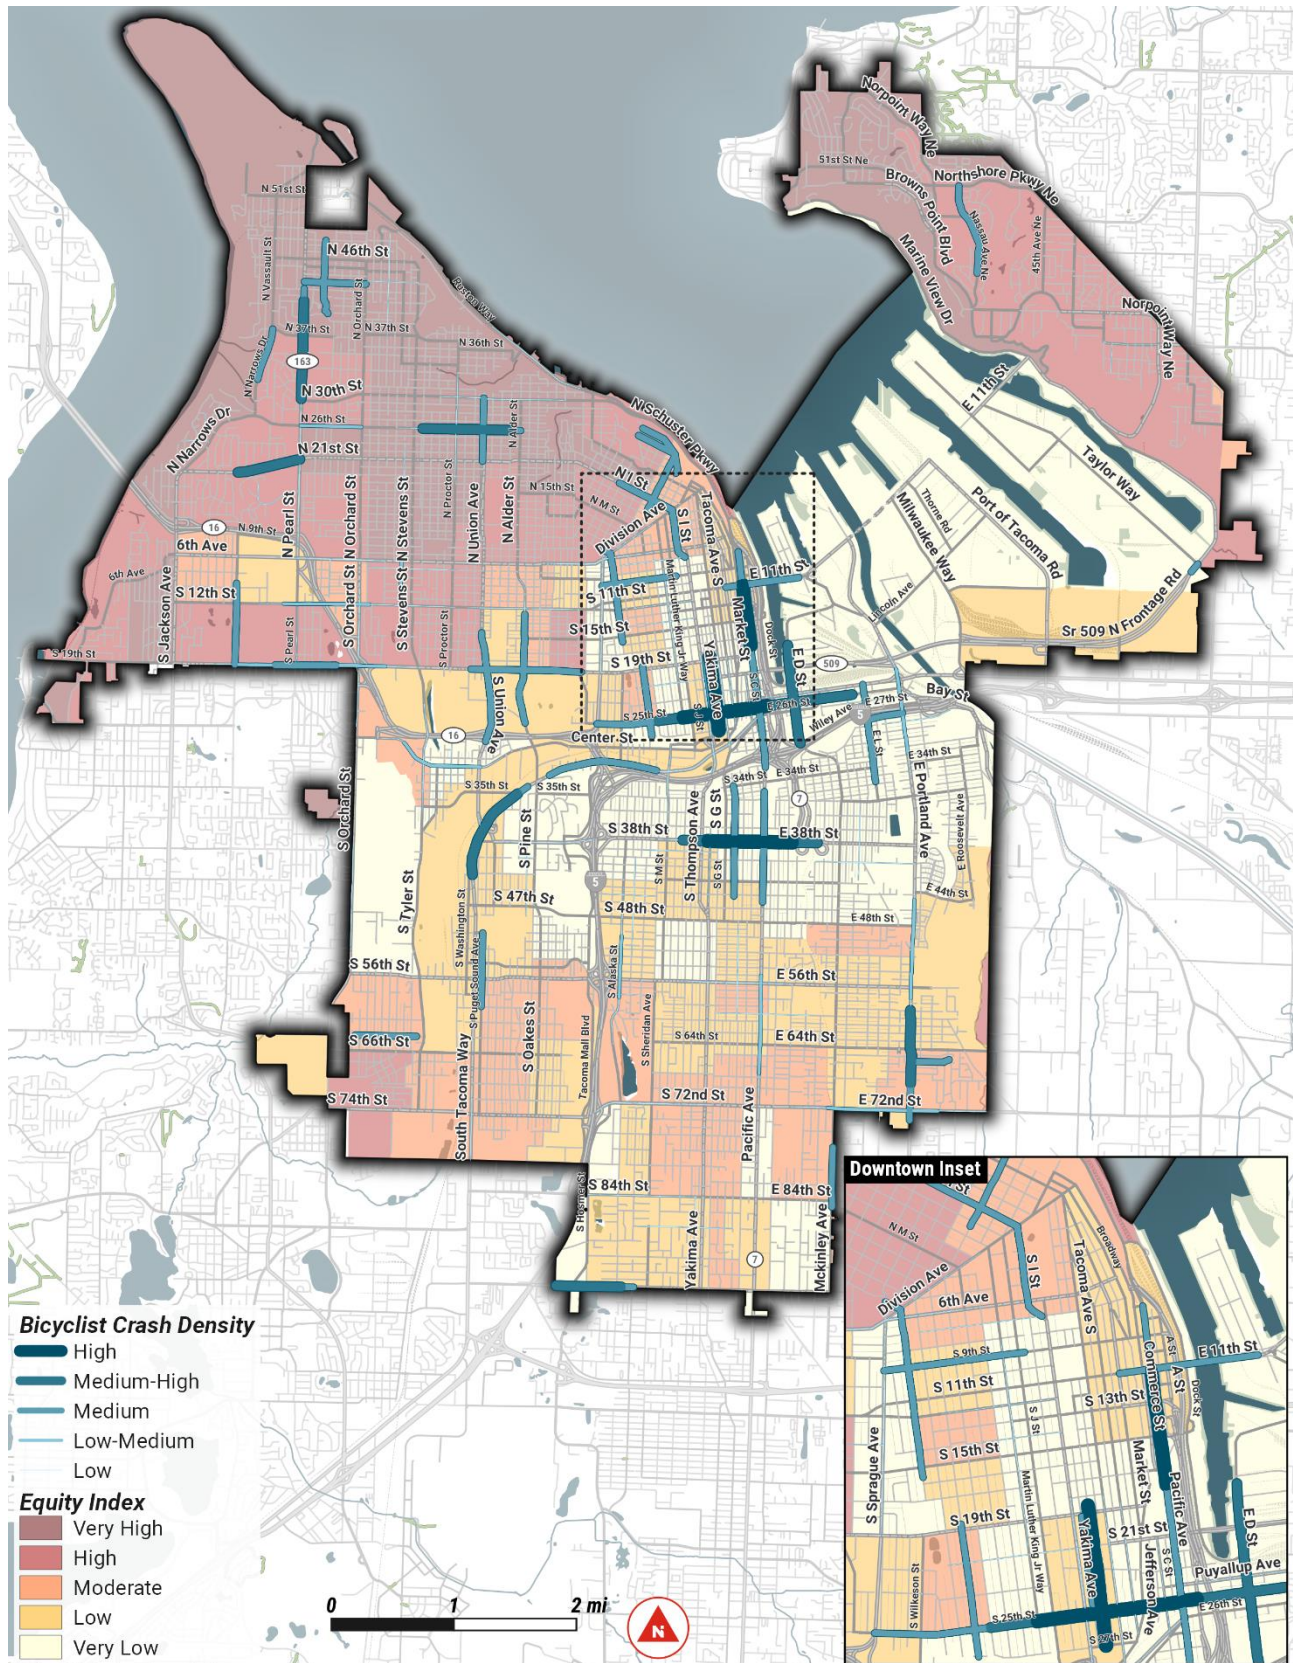 Norpoint Way Ne
51st St Ne
Browns Point Blvd
Northshore Pkwy Ne
Nassau Ave Ne
45th Ave Ne
Marine View Dr
Norpoint Way Ne
N 51st St
N 46th St
N Vassault St
N Orchard St
Ruston Way
N 37th St
N 37th St
N 36th St
N Narrows Dr
163
N 30th St
N 26th St
N Alder St
N Schuster Pkwy
N Narrows Dr
N 21st St
E 11th St
Taylor Way
N I St
N 15th St
N M St
N Proctor St
N Union Ave
N Alder St
N Pearl St
N Orchard St
N Stevens St
Division Ave
S I St
Tacoma Ave S
Milwaukee Way
Thorne Rd
Port of Tacoma Rd
16
N 9th St
6th Ave
6th Ave
S 12th St
S 11th St
E 11th St
Lincoln Ave
Sr 509 N Frontage Rd
S Jackson Ave
S Pearl St
S Orchard St
S Stevens St
S Proctor St
S 15th St
Martin Luther King Jr Way
Market St
Dock St
S 19th St
S 19th St
Yakima Ave
S C St
E D St
509
S Union Ave
S 25th St
S J St
E 26th St
E 27th St
Bay St
Wiley Ave
5
16
Center St
E L St
S 35th St
S 35th St
S 34th St
E 34th St
E 34th St
S Orchard St
S Pine St
S Thompson Ave
S G St
7
E Portland Ave
E Roosevelt Ave
S 38th St
E 38th St
S M St
S G St
5
S Tyler St
S 47th St
S 48th St
E 44th St
E 48th St
S Washington St
S Puget Sound Ave
S Alaska St
S 56th St
E 56th St
S 66th St
S Oakes St
S Sheridan Ave
S 64th St
E 64th St
Tacoma Mall Blvd
South Tacoma Way
S 74th St
S 72nd St
E 72nd St
Pacific Ave
S 84th St
E 84th St
S Hosmer St
Yakima Ave
7
Mckinley Ave
Downtown Inset
N M St
Division Ave
6th Ave
S I St
Tacoma Ave S
Broadway
S 9th St
Commerce St
A St
A St
E 11th St
S 11th St
S 13th St
Dock St
S J St
S 15th St
S Sprague Ave
Market St
Pacific Ave
Martin Luther King Jr Way
S 19th St
Yakima Ave
S 21st St
E D St
S C St
Jefferson Ave
Puyallup Ave
S Wilkeson St
S 25th St
E 26th St
S 27th St
Bicyclist Crash Density
High
Medium-High
Medium
Low-Medium
Low
Equity Index
Very High
High
Moderate
Low
Very Low
0 1 2 mi
N